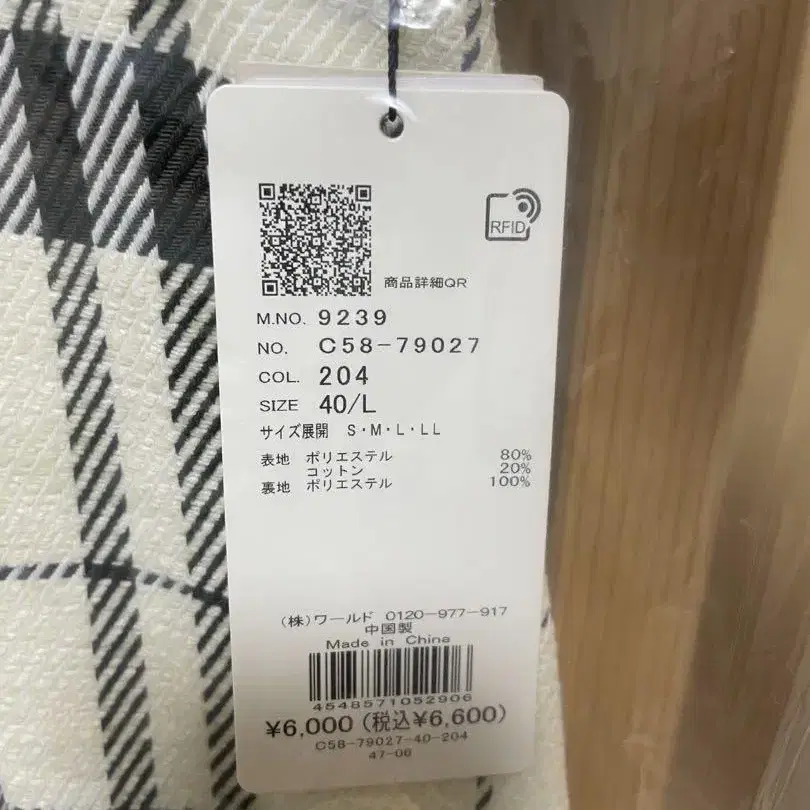 RFID
商品詳細QR
M.NO. 9239
NO. C58-79027
COL. 204
SIZE 40/L
サイズ展開 S・M・L・LL
表地 ポリエステル 80%
コットン 20%
裏地 ポリエステル 100%
(株)ワールド 0120-977-917
中国製
Made in China
4548571052906
¥6,000 (税込¥6,600)
C58-79027-40-204
47-06